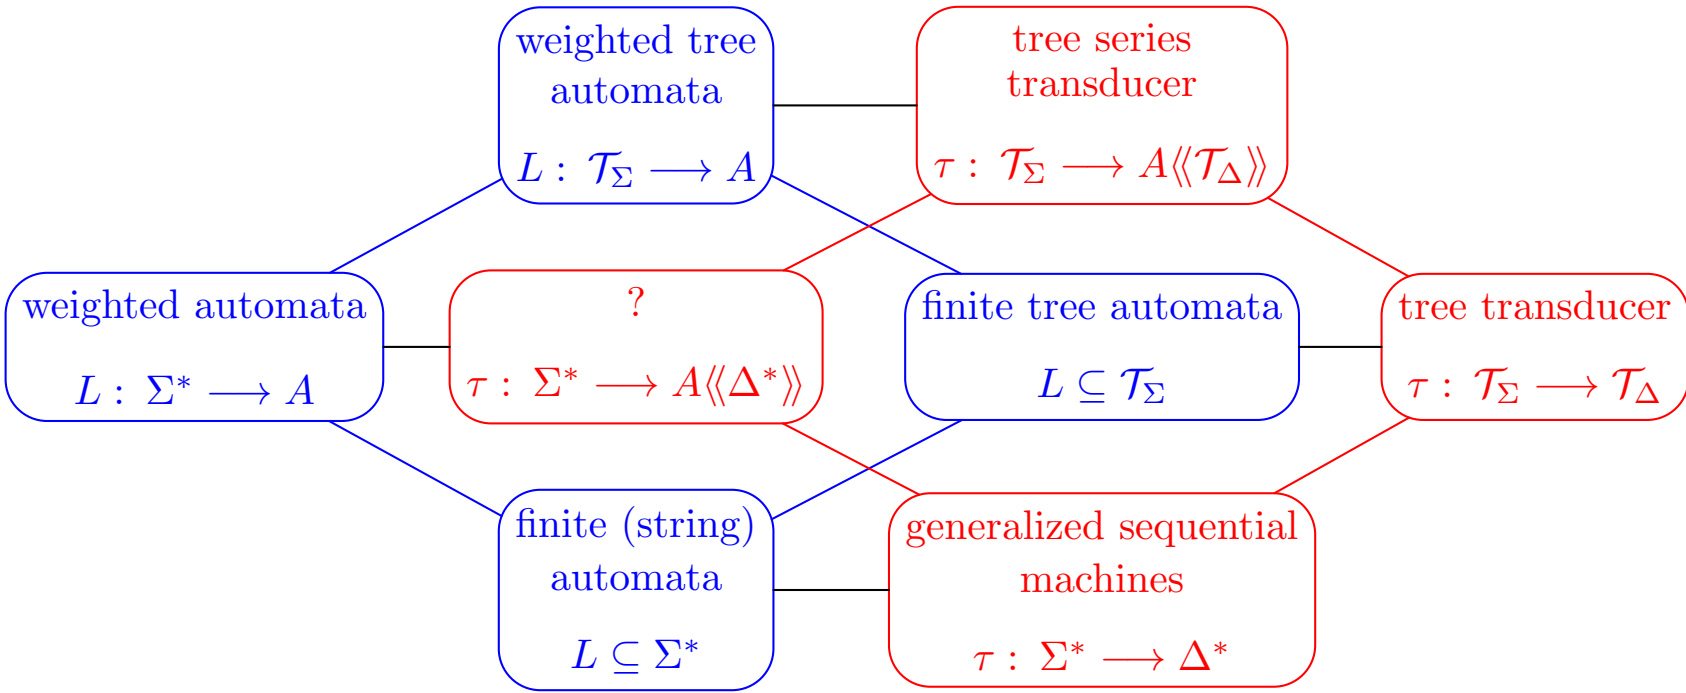 weighted tree
automata
L : 𝒯_Σ ⟶ A
tree series
transducer
τ : 𝒯_Σ ⟶ A⟪𝒯_Δ⟫
weighted automata
L : Σ* ⟶ A
?
τ : Σ* ⟶ A⟪Δ*⟫
finite tree automata
L ⊆ 𝒯_Σ
tree transducer
τ : 𝒯_Σ ⟶ 𝒯_Δ
finite (string)
automata
L ⊆ Σ*
generalized sequential
machines
τ : Σ* ⟶ Δ*